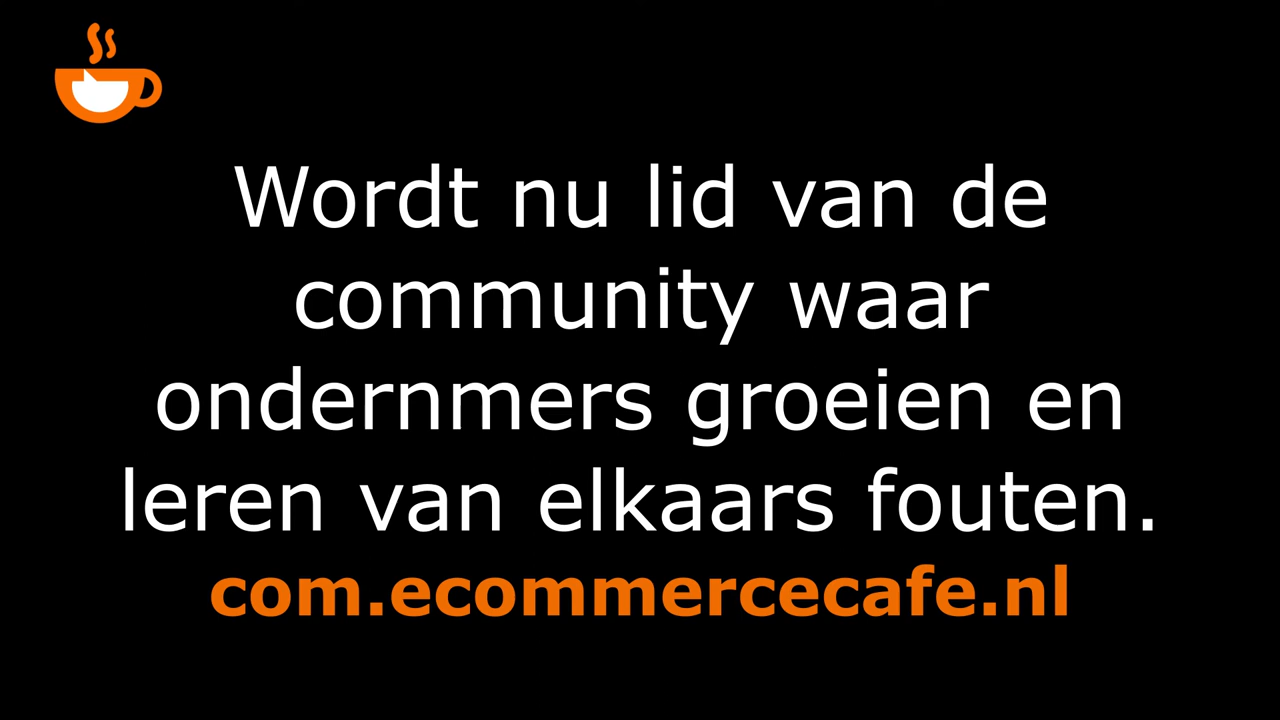 Wordt nu lid van de
community waar
ondernmers groeien en
leren van elkaars fouten.
com.ecommercecafe.nl